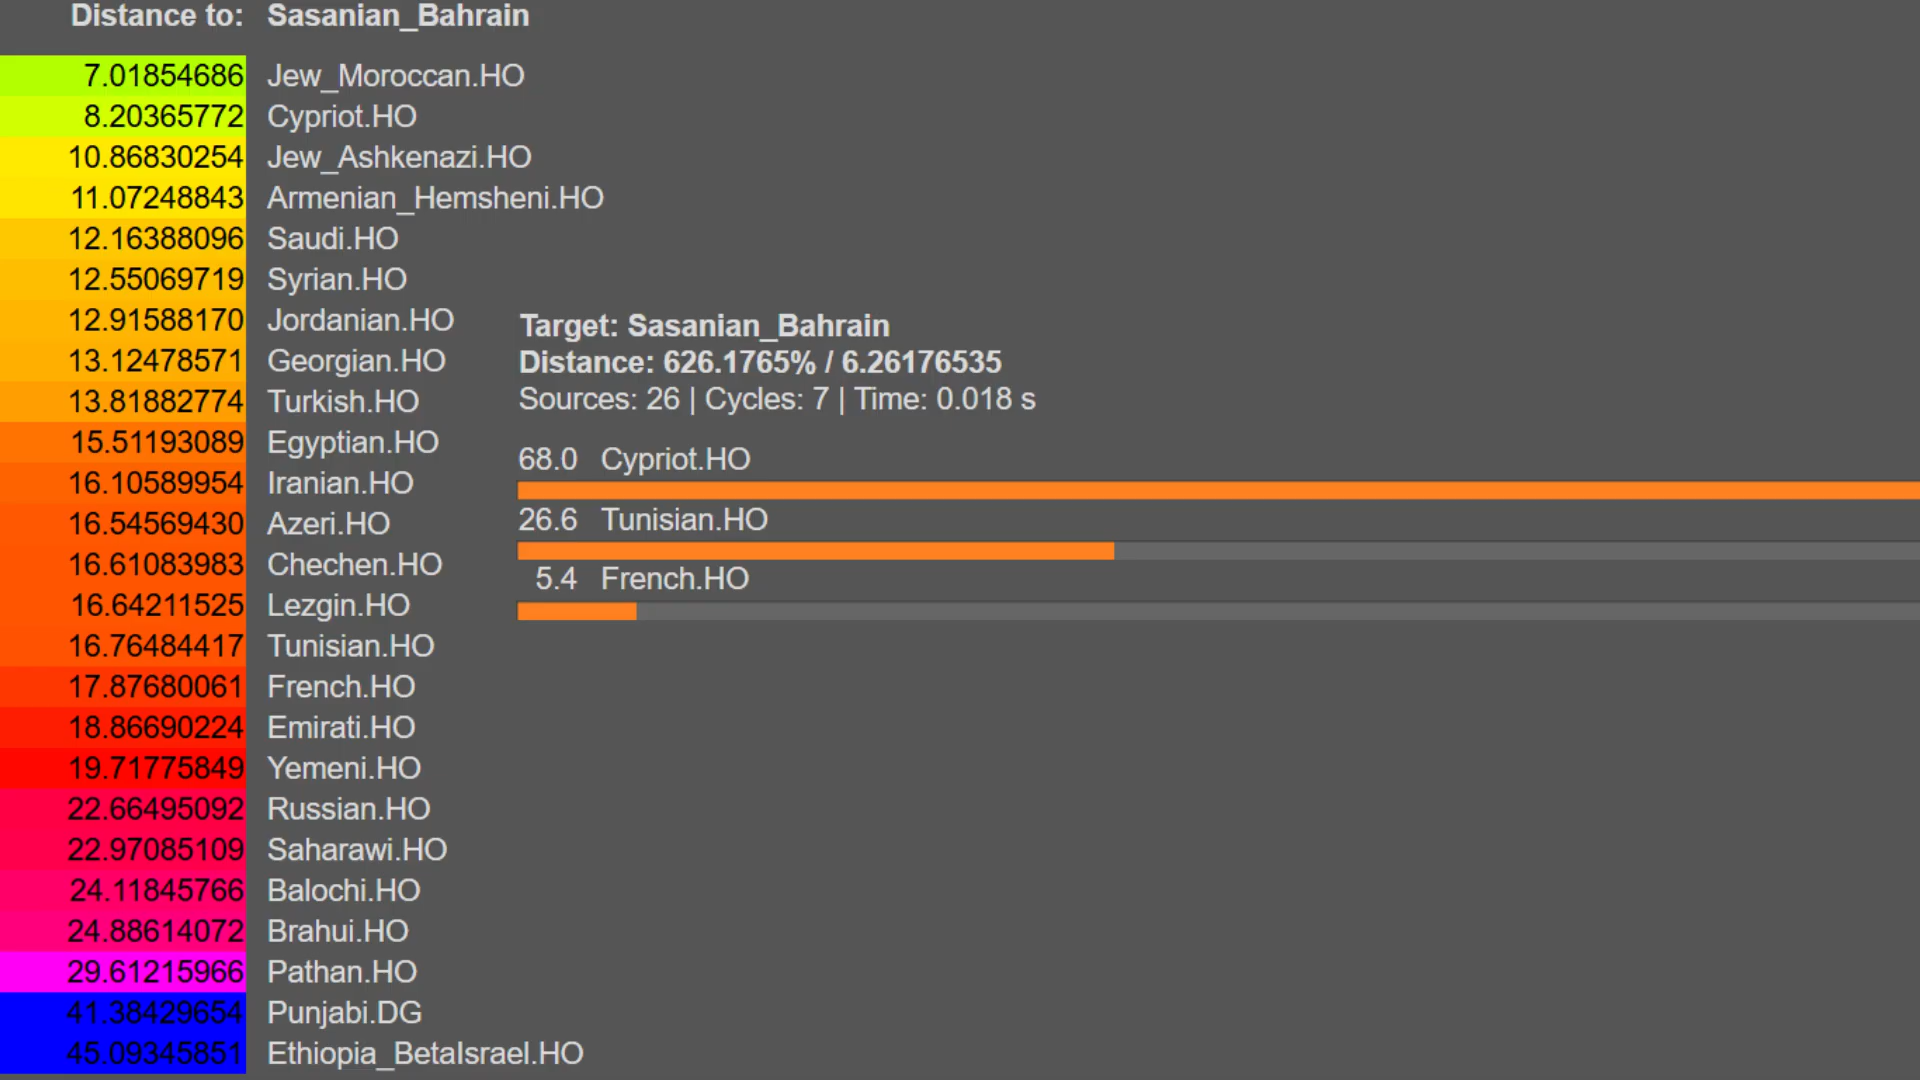 Distance to: Sasanian_Bahrain
7.01854686 Jew_Moroccan.HO
8.20365772 Cypriot.HO
10.86830254 Jew_Ashkenazi.HO
11.07248843 Armenian_Hemsheni.HO
12.16388096 Saudi.HO
12.55069719 Syrian.HO
12.91588170 Jordanian.HO
13.12478571 Georgian.HO
13.81882774 Turkish.HO
15.51193089 Egyptian.HO
16.10589954 Iranian.HO
16.54569430 Azeri.HO
16.61083983 Chechen.HO
16.64211525 Lezgin.HO
16.76484417 Tunisian.HO
17.87680061 French.HO
18.86690224 Emirati.HO
19.71775849 Yemeni.HO
22.66495092 Russian.HO
22.97085109 Saharawi.HO
24.11845766 Balochi.HO
24.88614072 Brahui.HO
29.61215966 Pathan.HO
41.38429654 Punjabi.DG
45.09345851 Ethiopia_BetaIsrael.HO
Target: Sasanian_Bahrain
Distance: 626.1765% / 6.26176535
Sources: 26 | Cycles: 7 | Time: 0.018 s
68.0 Cypriot.HO
26.6 Tunisian.HO
5.4 French.HO